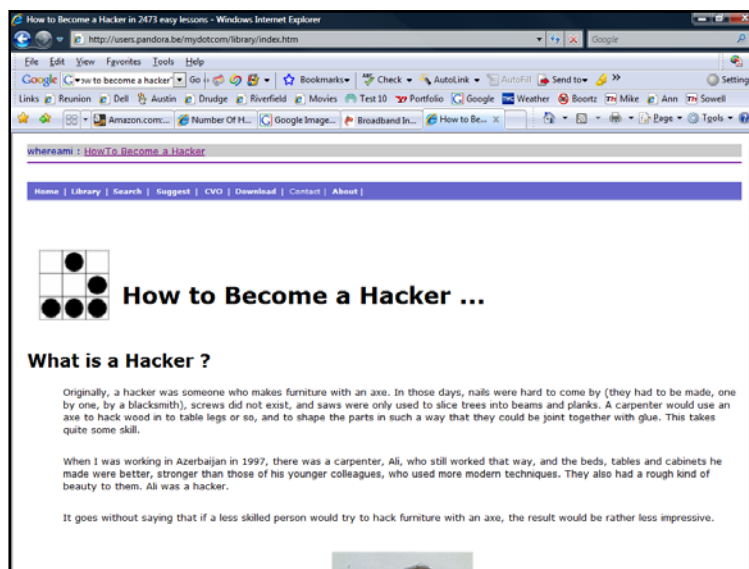 How to Become a Hacker in 2473 easy lessons - Windows Internet Explorer
http://users.pandora.be/mydotcom/library/index.htm
Google
File Edit View Favorites Tools Help
Google ow to become a hacker" Go Bookmarks Check AutoLink AutoFill Send to Setting
Links Reunion Dell Austin Drudge Riverfield Movies Test 10 Portfolio Google Weather Boortz Mike Ann Sowell
Amazon.com:... Number Of H... Google Image... Broadband In... How to Be... X Page Tools
whereami : HowTo Become a Hacker
Home | Library | Search | Suggest | CVO | Download | Contact | About |
How to Become a Hacker ...
What is a Hacker ?
Originally, a hacker was someone who makes furniture with an axe. In those days, nails were hard to come by (they had to be made, one
by one, by a blacksmith), screws did not exist, and saws were only used to slice trees into beams and planks. A carpenter would use an
axe to hack wood in to table legs or so, and to shape the parts in such a way that they could be joint together with glue. This takes
quite some skill.
When I was working in Azerbaijan in 1997, there was a carpenter, Ali, who still worked that way, and the beds, tables and cabinets he
made were better, stronger than those of his younger colleagues, who used more modern techniques. They also had a rough kind of
beauty to them. Ali was a hacker.
It goes without saying that if a less skilled person would try to hack furniture with an axe, the result would be rather less impressive.